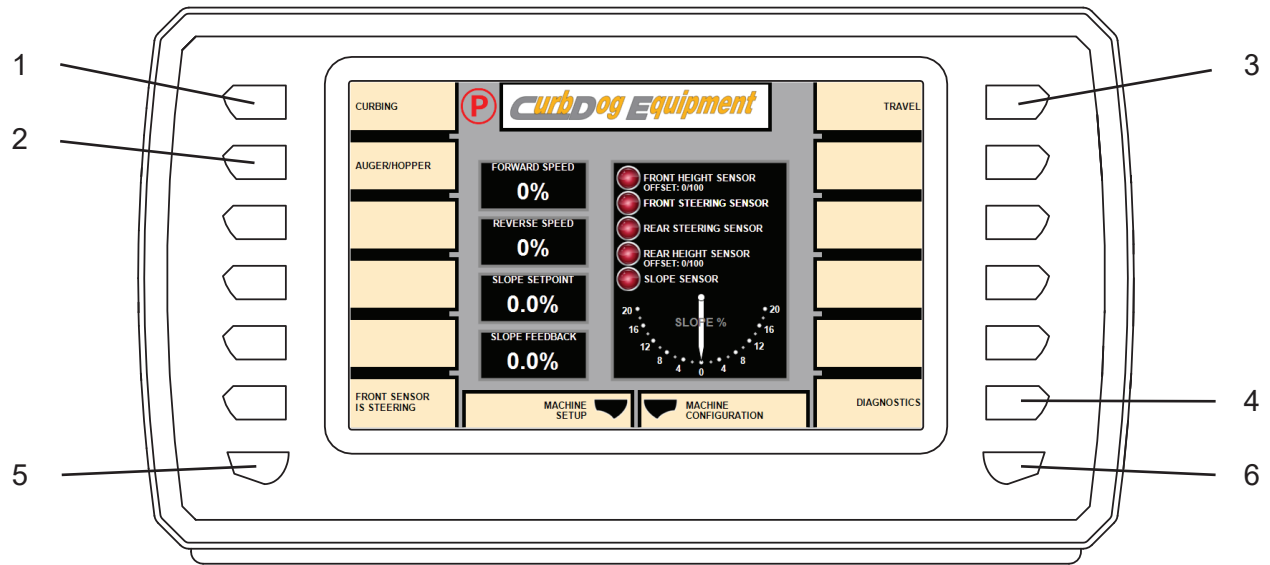 1
2
3
4
5
6
CURBING
AUGER/HOPPER
FRONT SENSOR
IS STEERING
P
CurbDog Equipment
FORWARD SPEED
0%
REVERSE SPEED
0%
SLOPE SETPOINT
0.0%
SLOPE FEEDBACK
0.0%
FRONT HEIGHT SENSOR
OFFSET: 0/100
FRONT STEERING SENSOR
REAR STEERING SENSOR
REAR HEIGHT SENSOR
OFFSET: 0/100
SLOPE SENSOR
SLOPE %
20 16 12 8 4 0 4 8 12 16 20
MACHINE
SETUP
MACHINE
CONFIGURATION
TRAVEL
DIAGNOSTICS